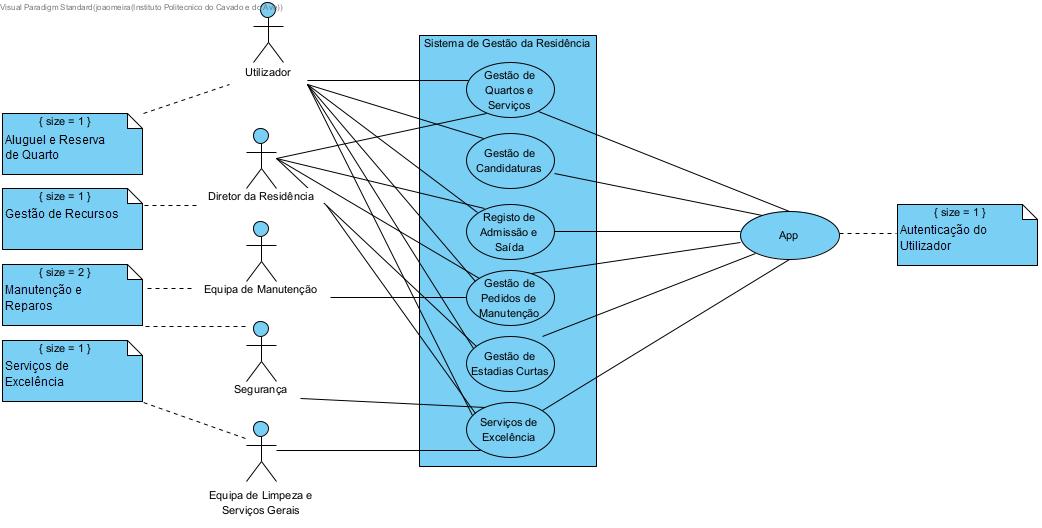 Visual Paradigm Standard(joaomeira(Instituto Politecnico do Cavado e do Ave))
Utilizador
Sistema de Gestão da Residência
Gestão de
Quartos e
Serviços
{ size = 1 }
Aluguel e Reserva
de Quarto
Gestão de
Candidaturas
Diretor da Residência
{ size = 1 }
Gestão de Recursos
Registo de
Admissão e
Saída
App
{ size = 1 }
Autenticação do
Utilizador
Equipa de Manutenção
{ size = 2 }
Manutenção e
Reparos
Gestão de
Pedidos de
Manutenção
{ size = 1 }
Serviços de
Excelência
Gestão de
Estadias Curtas
Segurança
Serviços de
Excelência
Equipa de Limpeza e
Serviços Gerais